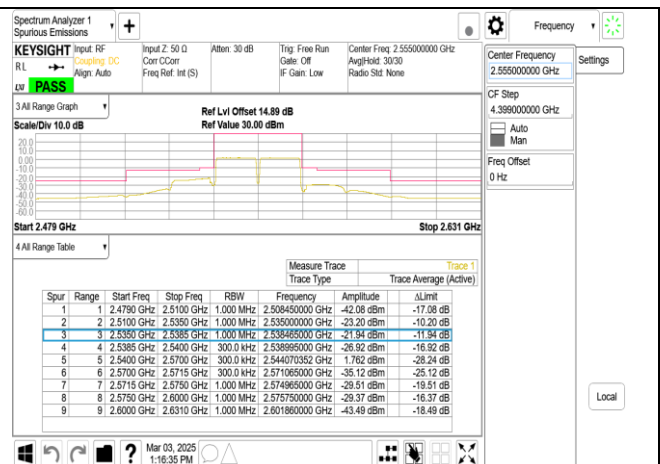 Spectrum Analyzer 1
Spurious Emissions
Frequency
KEYSIGHT Input: RF Input Z: 50 Ω Atten: 30 dB Trig: Free Run Center Freq: 2.555000000 GHz
RL Coupling: DC Corr CCorr Gate: Off Avg|Hold: 30/30
Align: Auto Freq Ref: Int (S) IF Gain: Low Radio Std: None
PASS
Center Frequency
2.555000000 GHz
Settings
CF Step
4.399000000 GHz
Auto
Man
Freq Offset
0 Hz
3 All Range Graph
Ref Lvl Offset 14.89 dB
Scale/Div 10.0 dB Ref Value 30.00 dBm
20.0
10.0
0.00
-10.0
-20.0
-30.0
-40.0
-50.0
-60.0
Start 2.479 GHz Stop 2.631 GHz
4 All Range Table
Measure Trace Trace 1
Trace Type Trace Average (Active)
Spur Range Start Freq Stop Freq RBW Frequency Amplitude ΔLimit
1 1 2.4790 GHz 2.5100 GHz 1.000 MHz 2.508450000 GHz -42.08 dBm -17.08 dB
2 2 2.5100 GHz 2.5350 GHz 1.000 MHz 2.535000000 GHz -23.20 dBm -10.20 dB
3 3 2.5350 GHz 2.5385 GHz 1.000 MHz 2.538465000 GHz -21.94 dBm -11.94 dB
4 4 2.5385 GHz 2.5400 GHz 300.0 kHz 2.538995000 GHz -26.92 dBm -16.92 dB
5 5 2.5400 GHz 2.5700 GHz 300.0 kHz 2.544070352 GHz 1.762 dBm -28.24 dB
6 6 2.5700 GHz 2.5715 GHz 300.0 kHz 2.571065000 GHz -35.12 dBm -25.12 dB
7 7 2.5715 GHz 2.5750 GHz 1.000 MHz 2.574965000 GHz -29.51 dBm -19.51 dB
8 8 2.5750 GHz 2.6000 GHz 1.000 MHz 2.575750000 GHz -29.37 dBm -16.37 dB
9 9 2.6000 GHz 2.6310 GHz 1.000 MHz 2.601860000 GHz -43.49 dBm -18.49 dB
Local
Mar 03, 2025
1:16:35 PM